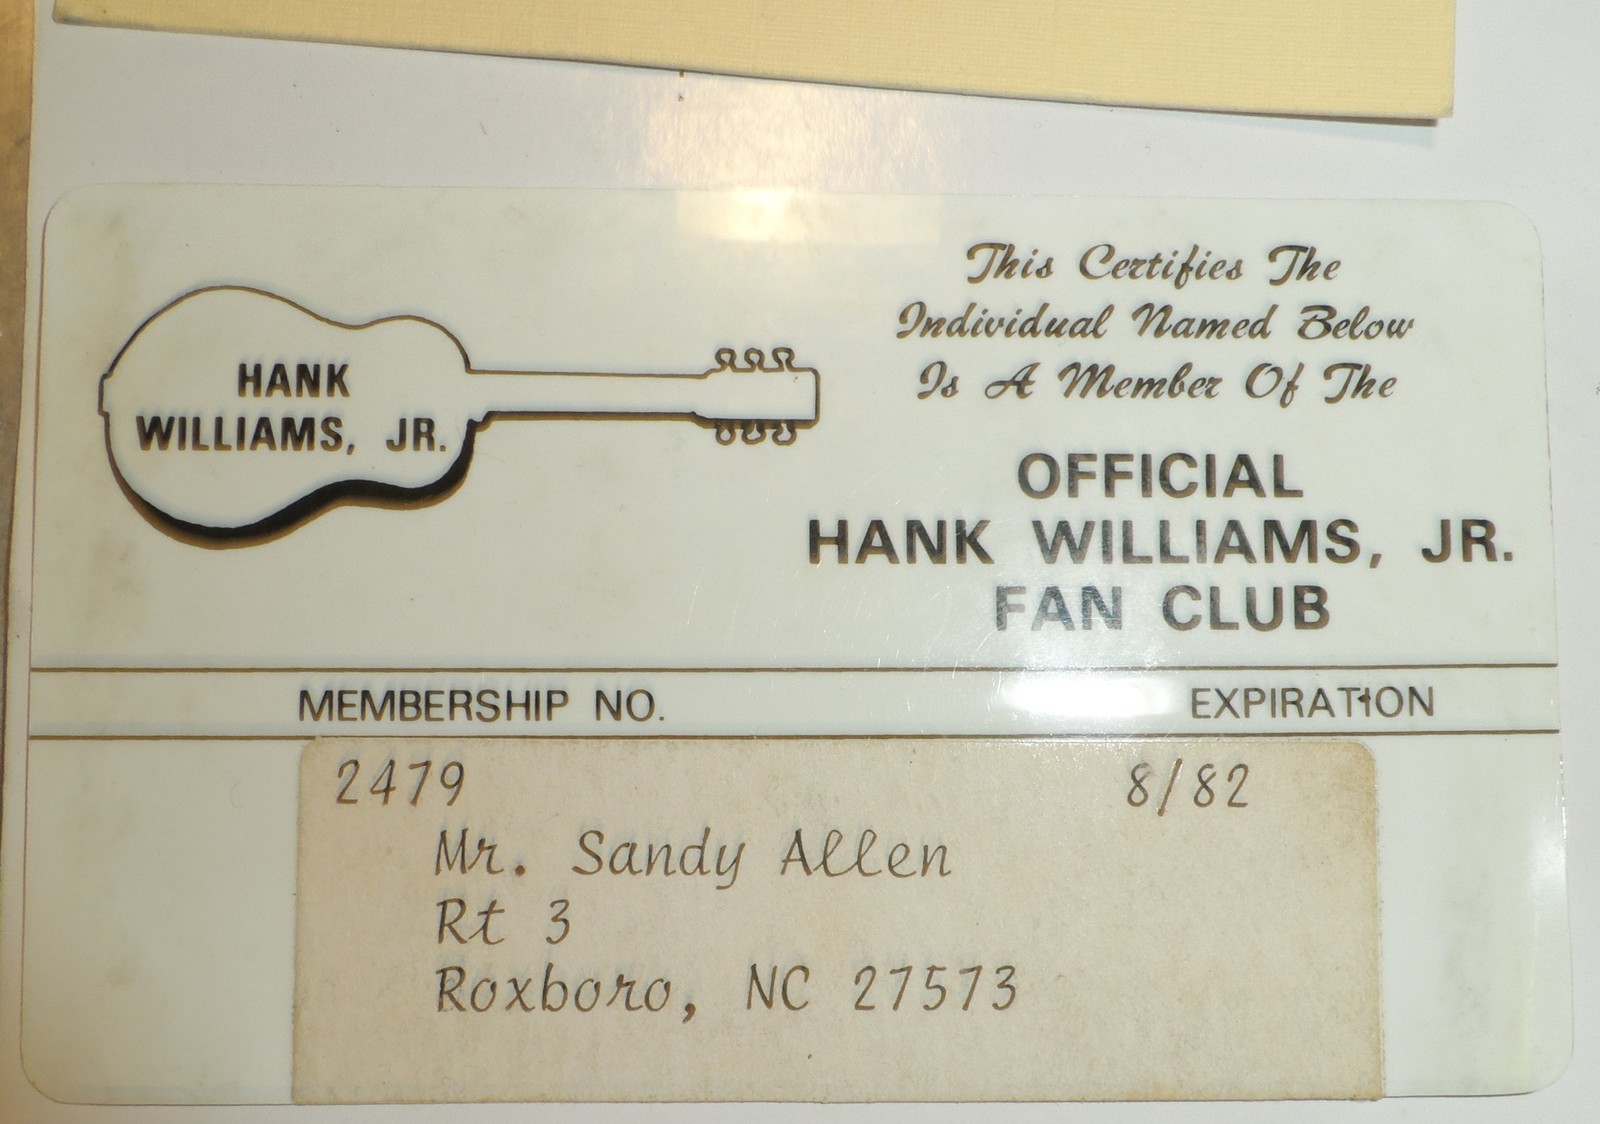 HANK
WILLIAMS, JR.
This Certifies The
Individual Named Below
Is A Member Of The
OFFICIAL
HANK WILLIAMS, JR.
FAN CLUB
MEMBERSHIP NO. EXPIRATION
2479 8/82
Mr. Sandy Allen
Rt 3
Roxboro, NC 27573